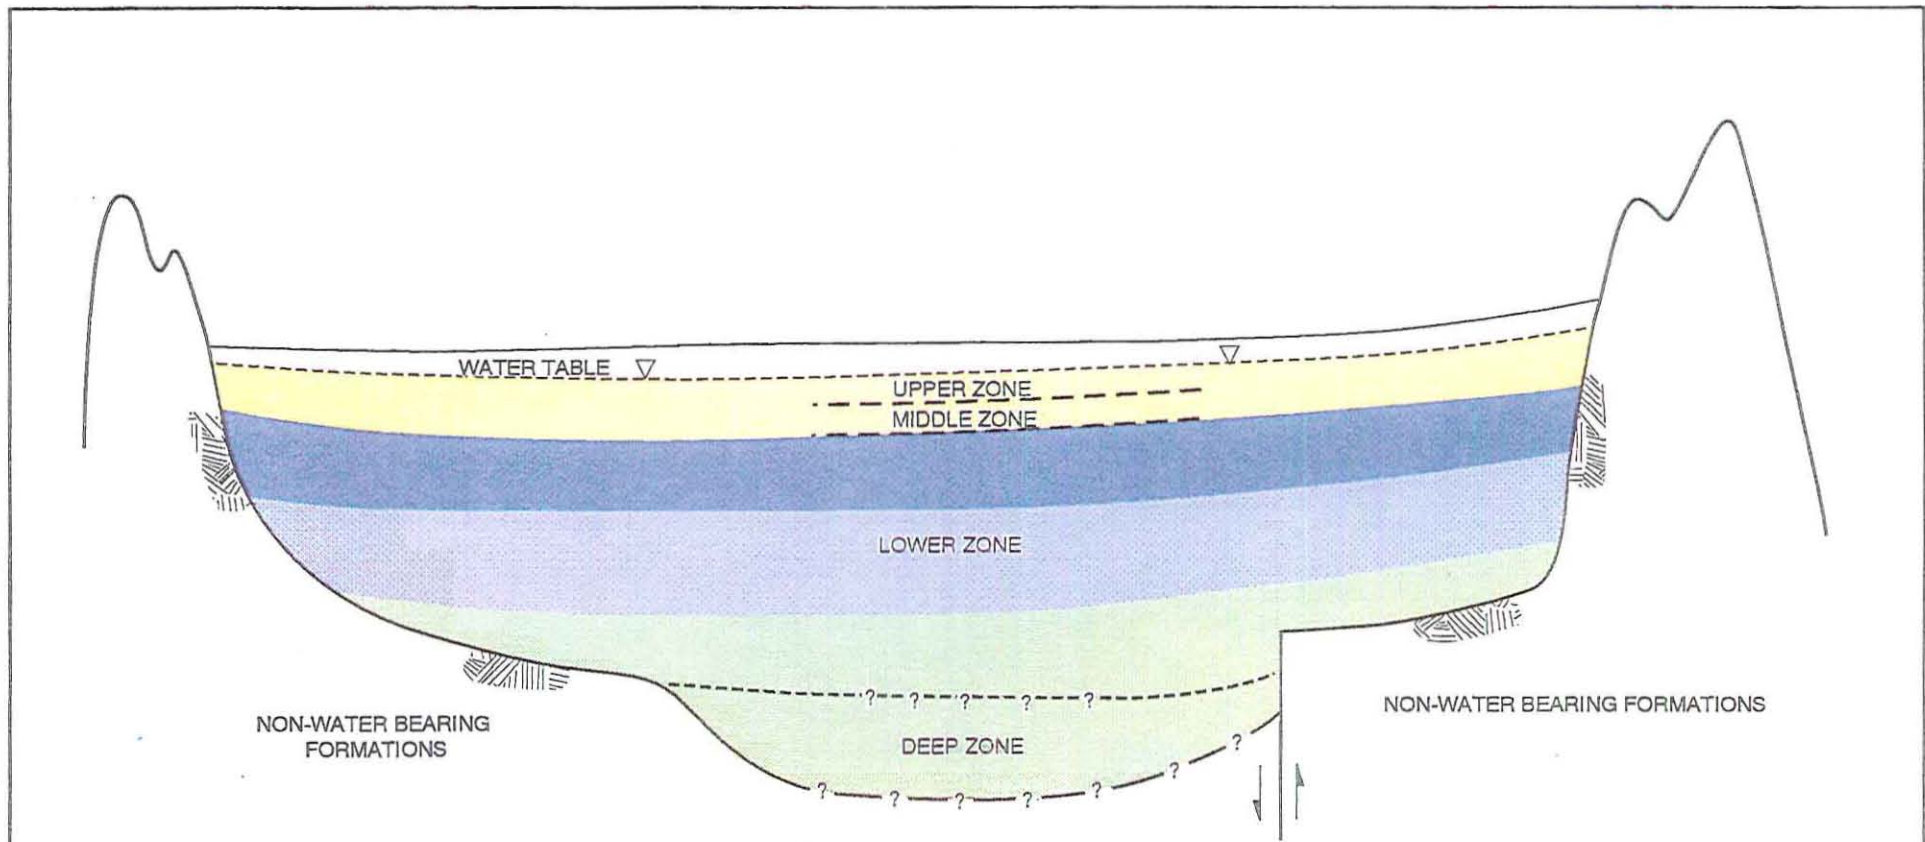 WATER TABLE
UPPER ZONE
MIDDLE ZONE
LOWER ZONE
NON-WATER BEARING FORMATIONS
NON-WATER BEARING
FORMATIONS
? ? ? ? ?
DEEP ZONE
? ? ? ? ? ? ?